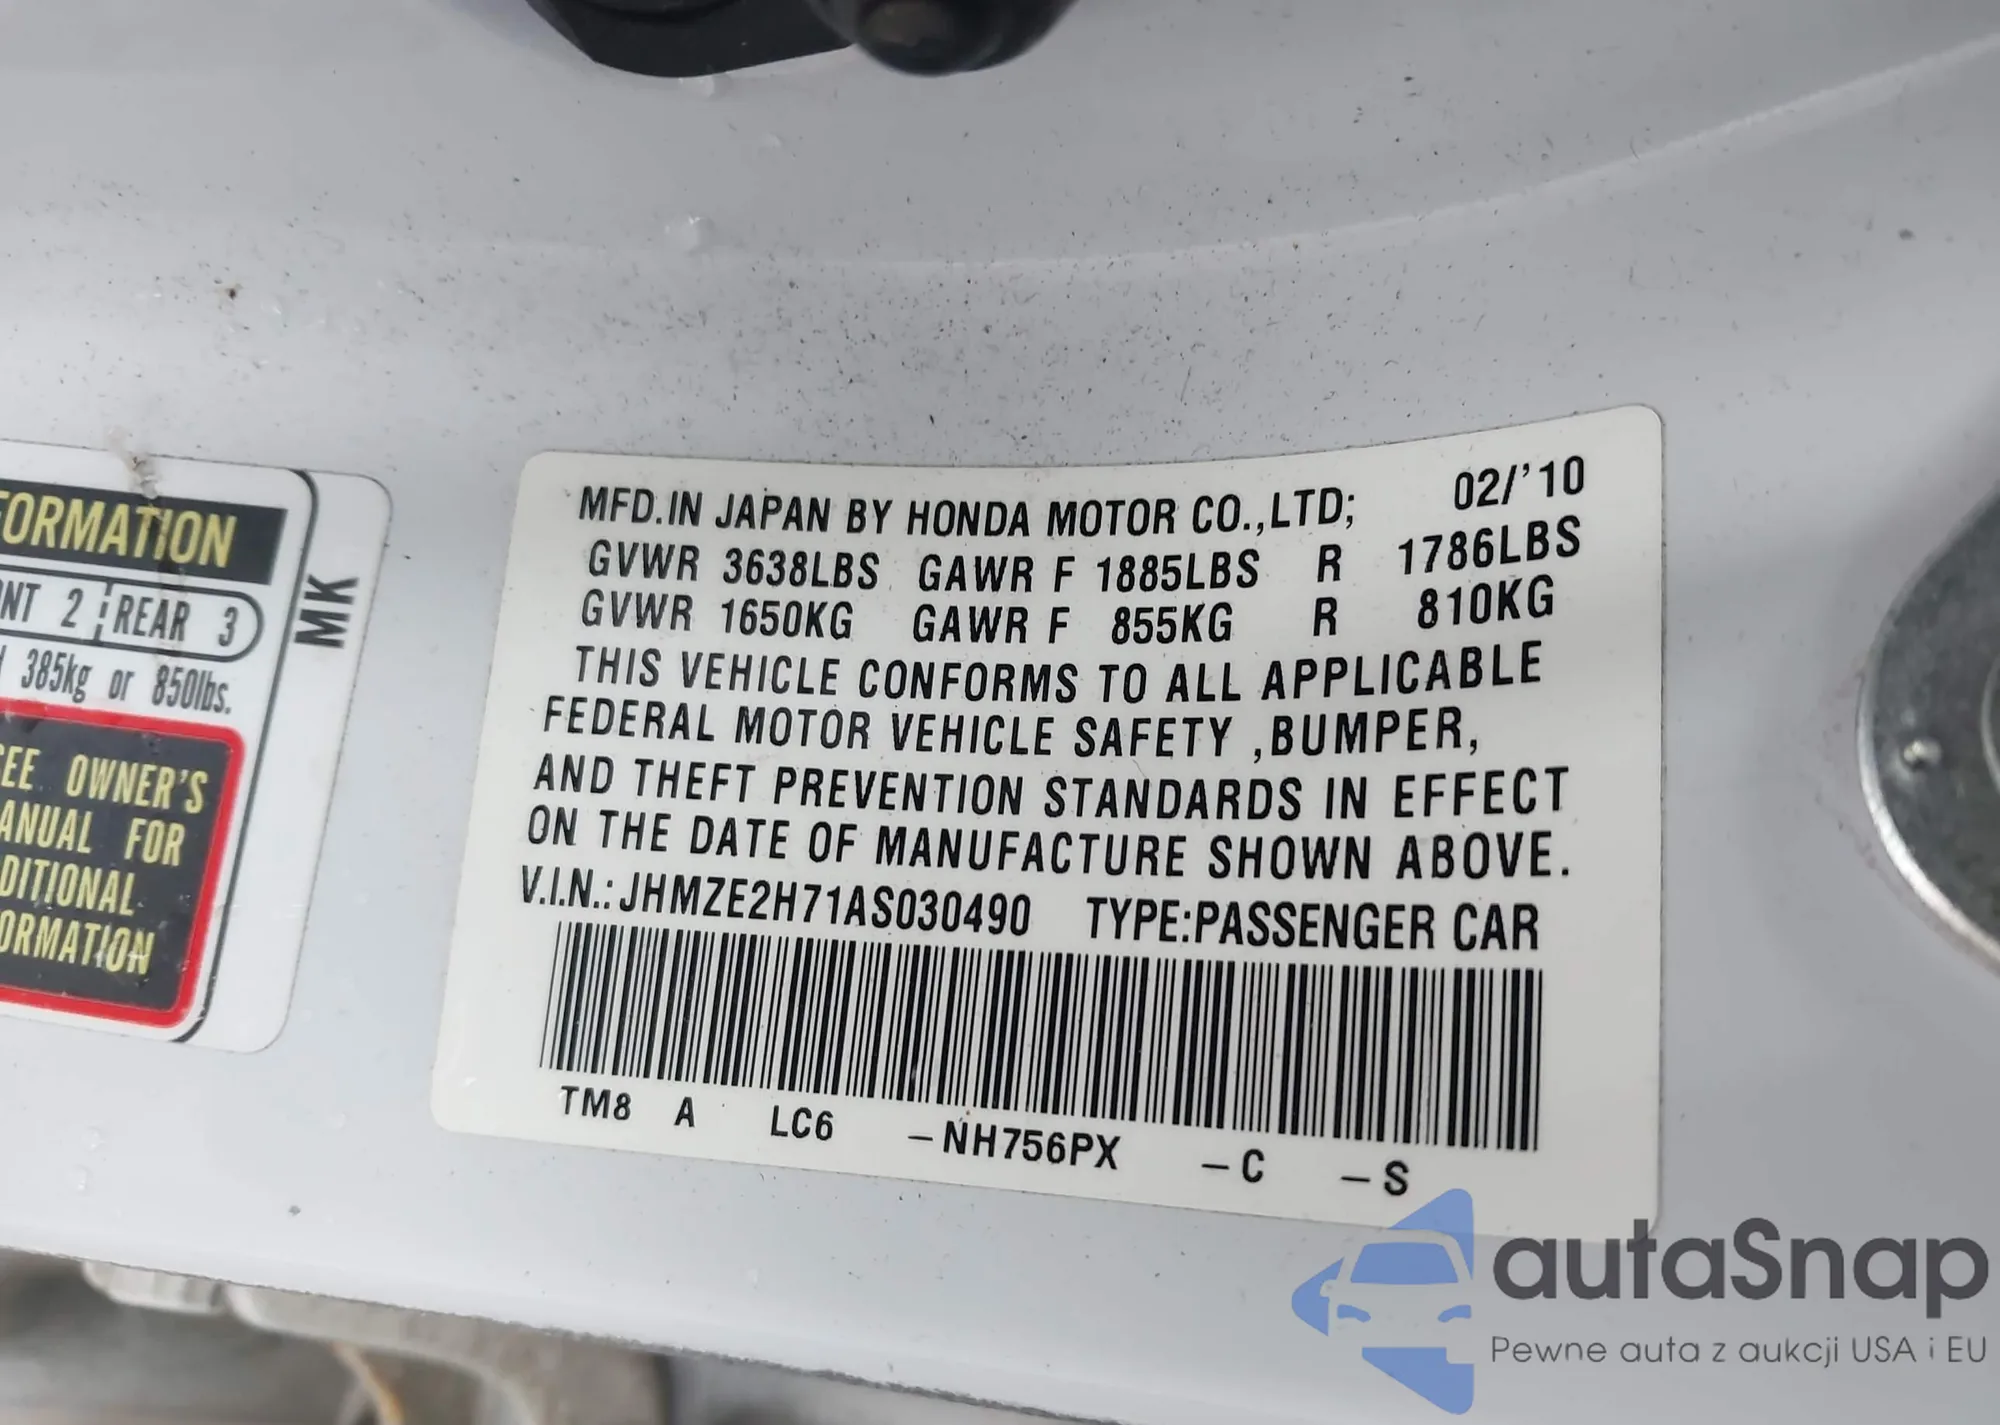 FORMATION
NT 2 REAR 3
385kg or 850lbs.
EE OWNER'S
ANUAL FOR
DITIONAL
ORMATION
MK
MFD.IN JAPAN BY HONDA MOTOR CO.,LTD; 02/'10
GVWR 3638LBS GAWR F 1885LBS R 1786LBS
GVWR 1650KG GAWR F 855KG R 810KG
THIS VEHICLE CONFORMS TO ALL APPLICABLE
FEDERAL MOTOR VEHICLE SAFETY ,BUMPER,
AND THEFT PREVENTION STANDARDS IN EFFECT
ON THE DATE OF MANUFACTURE SHOWN ABOVE.
V.I.N.: JHMZE2H71AS030490 TYPE:PASSENGER CAR
TM8 A LC6 -NH756PX -C -S
autaSnap
Pewne auta z aukcji USA i EU